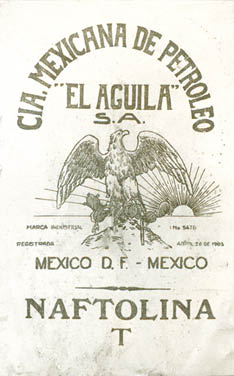 CIA. MEXICANA DE PETROLEO
"EL AGUILA"
S.A.
MARCA INDUSTRIAL
REGISTRADA
MEXICO D. F. - MEXICO
NAFTOLINA
T